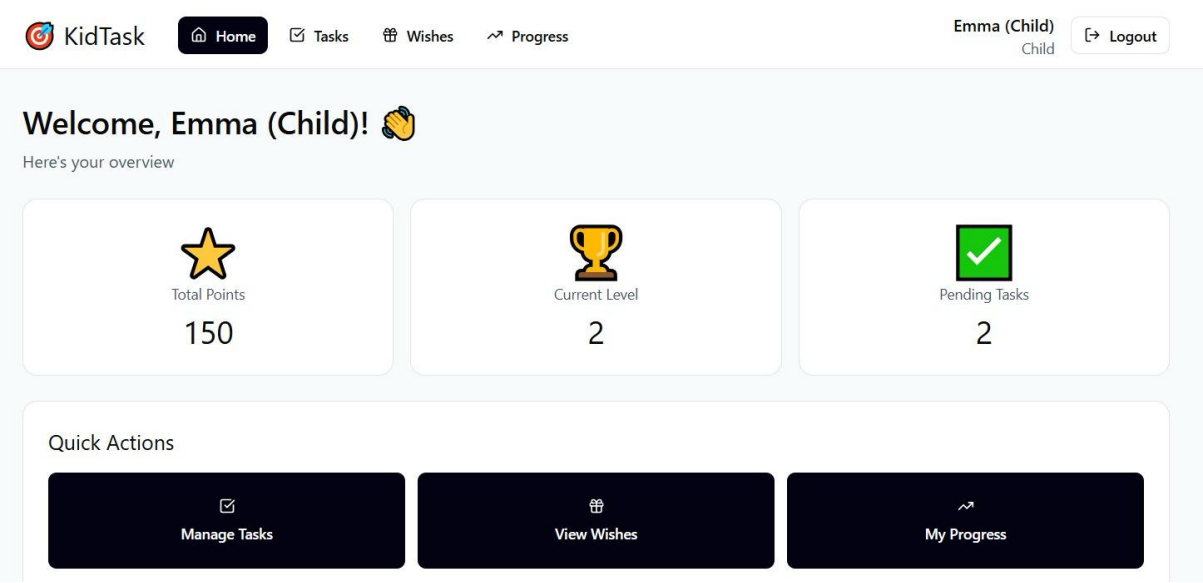 KidTask Home Tasks Wishes Progress Emma (Child) Logout
Child
Welcome, Emma (Child)!
Here's your overview
Total Points Current Level Pending Tasks
150 2 2
Quick Actions
Manage Tasks View Wishes My Progress